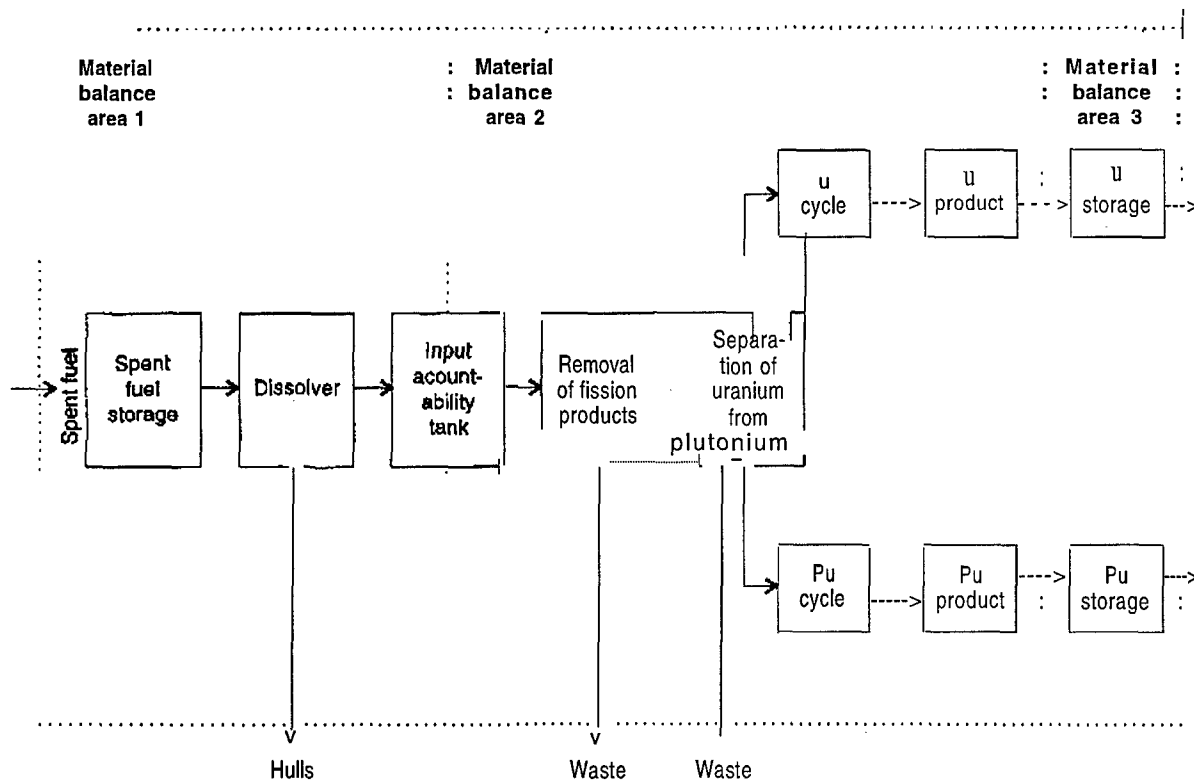 Material
balance
area 1
: Material
: balance
area 2
: Material :
: balance :
area 3 :
u
cycle
u
product
u
storage
Spent fuel
Spent
fuel
storage
Dissolver
Input
acount-
ability
tank
Removal
of fission
products
Separa-
tion of
uranium
from
plutonium
Pu
cycle
Pu
product
Pu
storage
Hulls
Waste
Waste